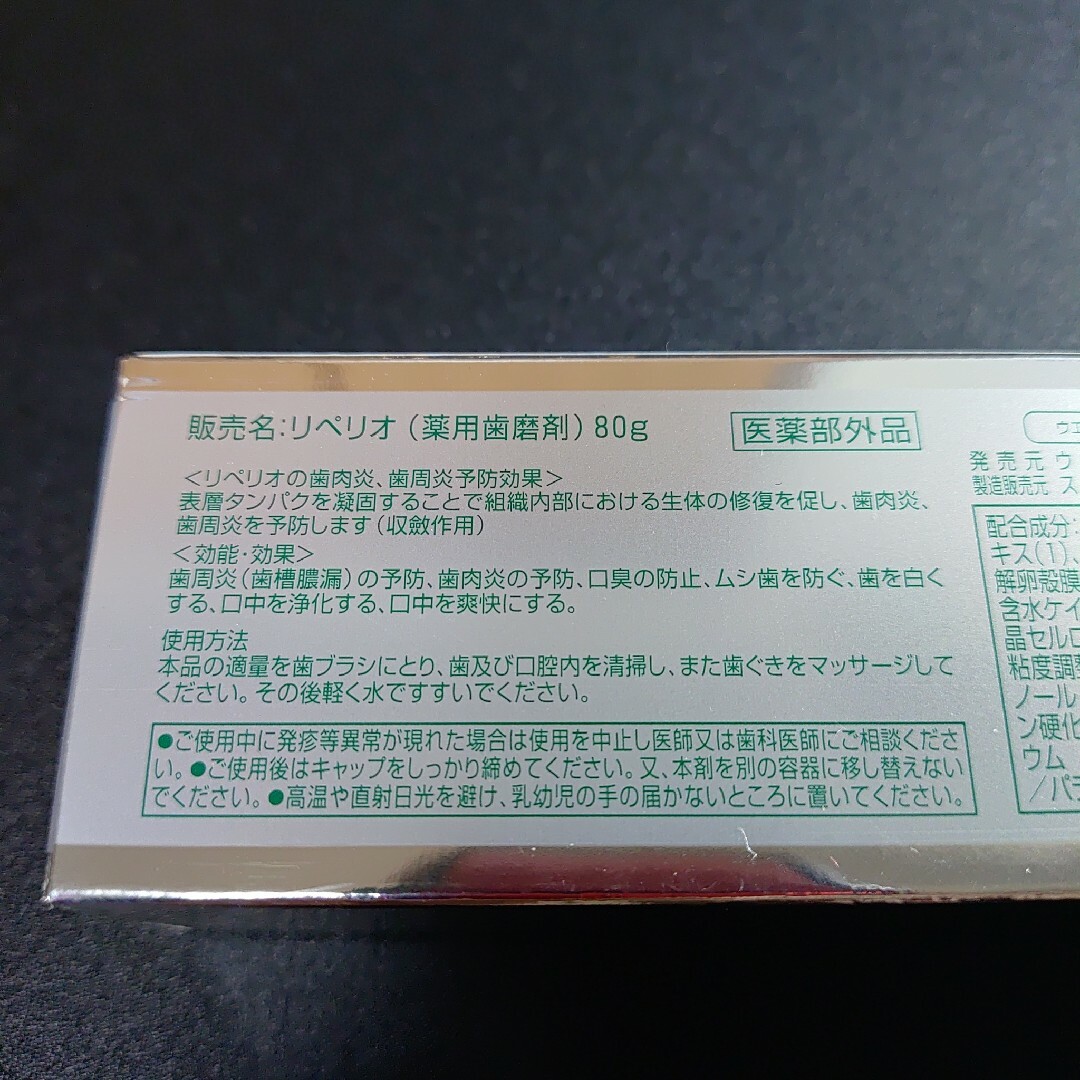 販売名:リペリオ(薬用歯磨剤)80g
医薬部外品
<リペリオの歯肉炎、歯周炎予防効果>
表層タンパクを凝固することで組織内部における生体の修復を促し、歯肉炎、
歯周炎を予防します(収斂作用)
<効能・効果>
歯周炎(歯槽膿漏)の予防、歯肉炎の予防、口臭の防止、ムシ歯を防ぐ、歯を白く
する、口中を浄化する、口中を爽快にする。
使用方法
本品の適量を歯ブラシにとり、歯及び口腔内を清掃し、また歯ぐきをマッサージして
ください。その後軽く水ですすいでください。
●ご使用中に発疹等異常が現れた場合は使用を中止し医師又は歯科医師にご相談くださ
い。●ご使用後はキャップをしっかり締めてください。又、本剤を別の容器に移し替えない
でください。●高温や直射日光を避け、乳幼児の手の届かないところに置いてください。
ウエ
発売元 ウ
製造販売元 ス
配合成分:
キス(T)、
解卵殻膜
含水ケイ
晶セルロ
粘度調整
ノール
ン硬化
ウム
/パラ